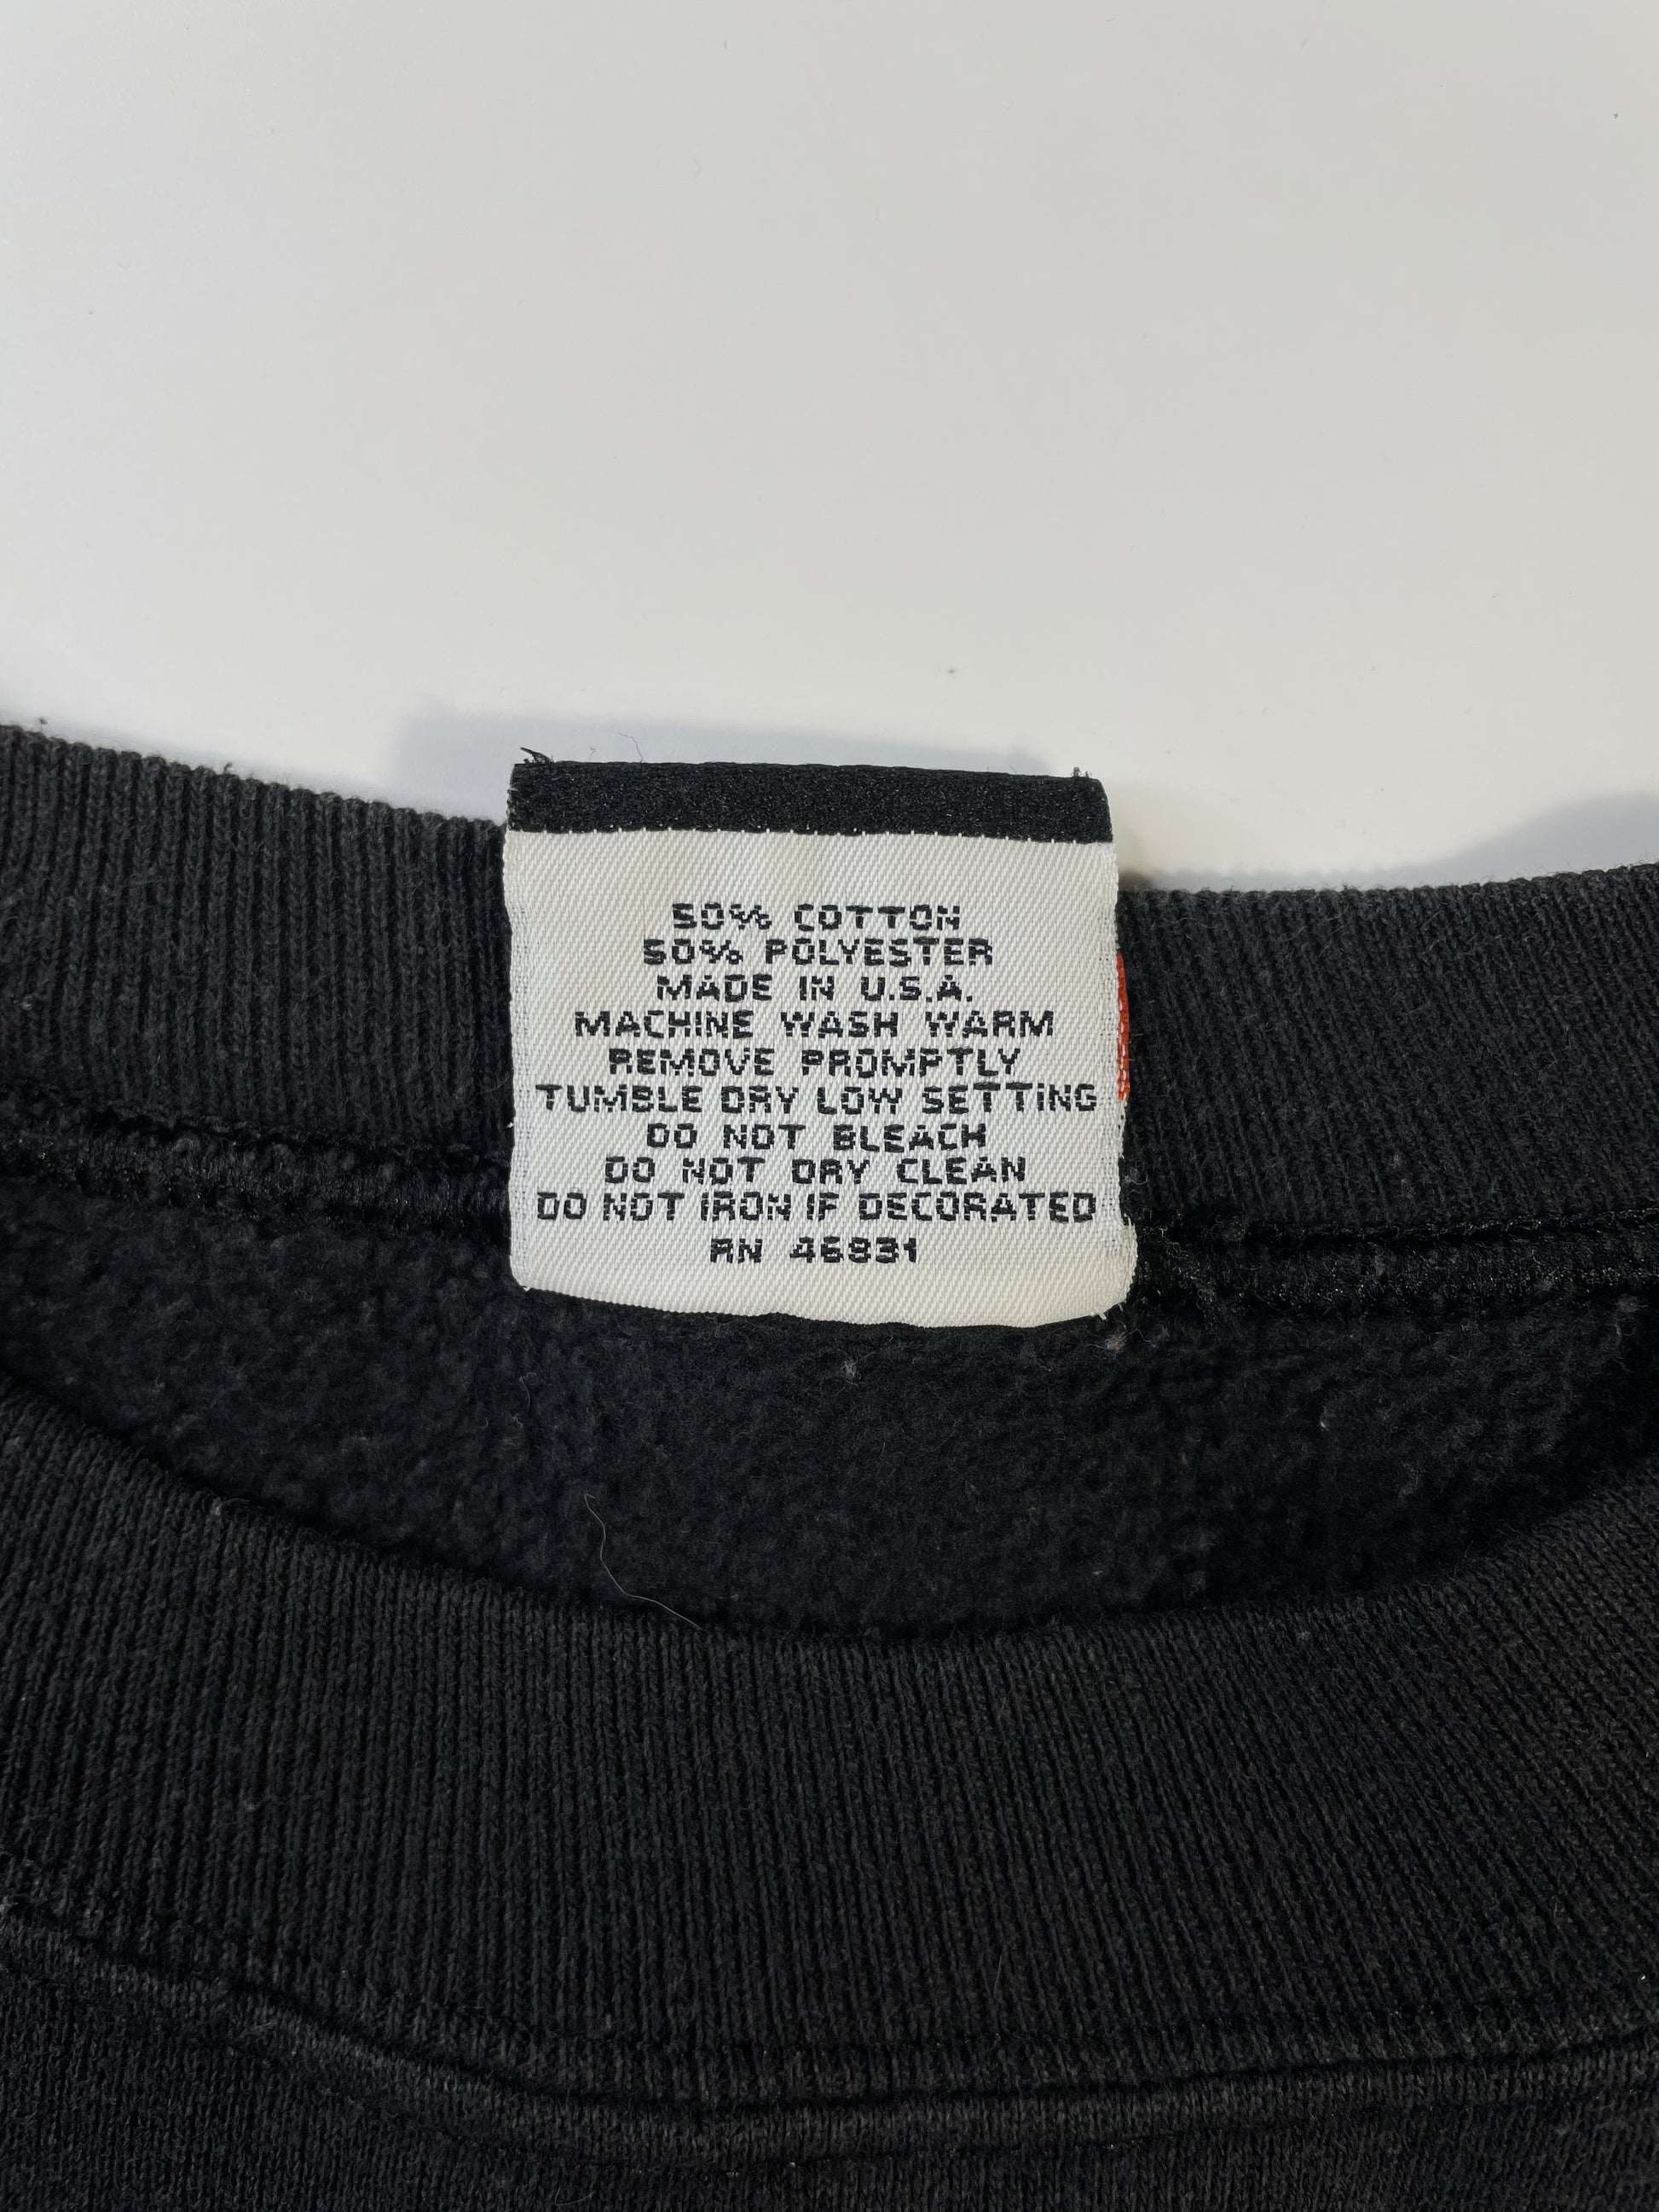 50% COTTON
50% POLYESTER
MADE IN U.S.A.
MACHINE WASH WARM
REMOVE PROMPTLY
TUMBLE DRY LOW SETTING
DO NOT BLEACH
DO NOT DRY CLEAN
DO NOT IRON IF DECORATED
RN